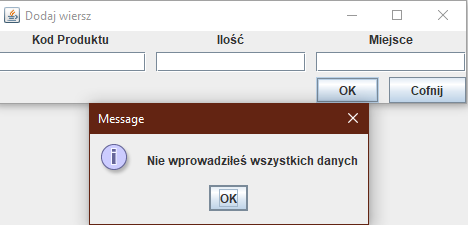 Dodaj wiersz
Kod Produktu Ilość Miejsce
OK Cofnij
Message
Nie wprowadziłeś wszystkich danych
OK